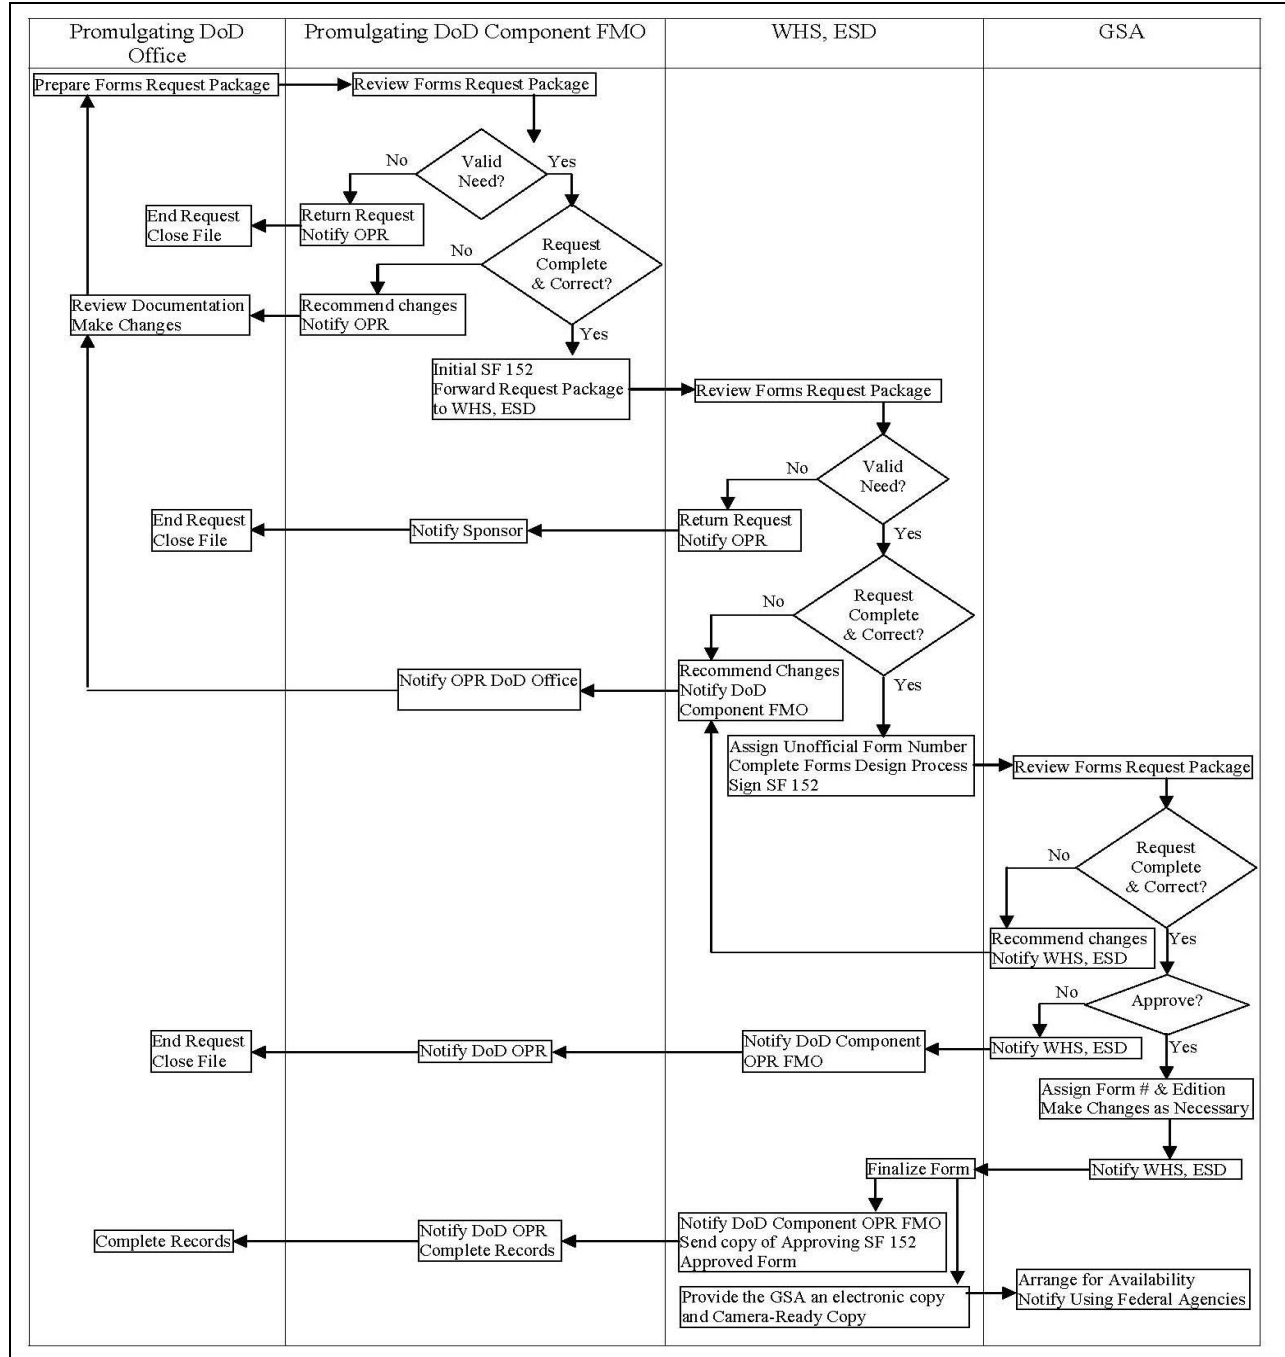 Promulgating DoD
Office
Promulgating DoD Component FMO
WHS, ESD
GSA
Prepare Forms Request Package
Review Forms Request Package
No
Valid
Need?
Yes
End Request
Close File
Return Request
Notify OPR
No
Request
Complete
& Correct?
Review Documentation
Make Changes
Recommend changes
Notify OPR
Yes
Initial SF 152
Forward Request Package
to WHS, ESD
Review Forms Request Package
No
Valid
Need?
End Request
Close File
Notify Sponsor
Return Request
Notify OPR
Yes
No
Request
Complete
& Correct?
Notify OPR DoD Office
Recommend Changes
Notify DoD
Component FMO
Yes
Assign Unofficial Form Number
Complete Forms Design Process
Sign SF 152
Review Forms Request Package
No
Request
Complete
& Correct?
Recommend changes
Notify WHS, ESD
Yes
No
Approve?
End Request
Close File
Notify DoD OPR
Notify DoD Component
OPR FMO
Notify WHS, ESD
Yes
Assign Form # & Edition
Make Changes as Necessary
Finalize Form
Notify WHS, ESD
Complete Records
Notify DoD OPR
Complete Records
Notify DoD Component OPR FMO
Send copy of Approving SF 152
Approved Form
Provide the GSA an electronic copy
and Camera-Ready Copy
Arrange for Availability
Notify Using Federal Agencies